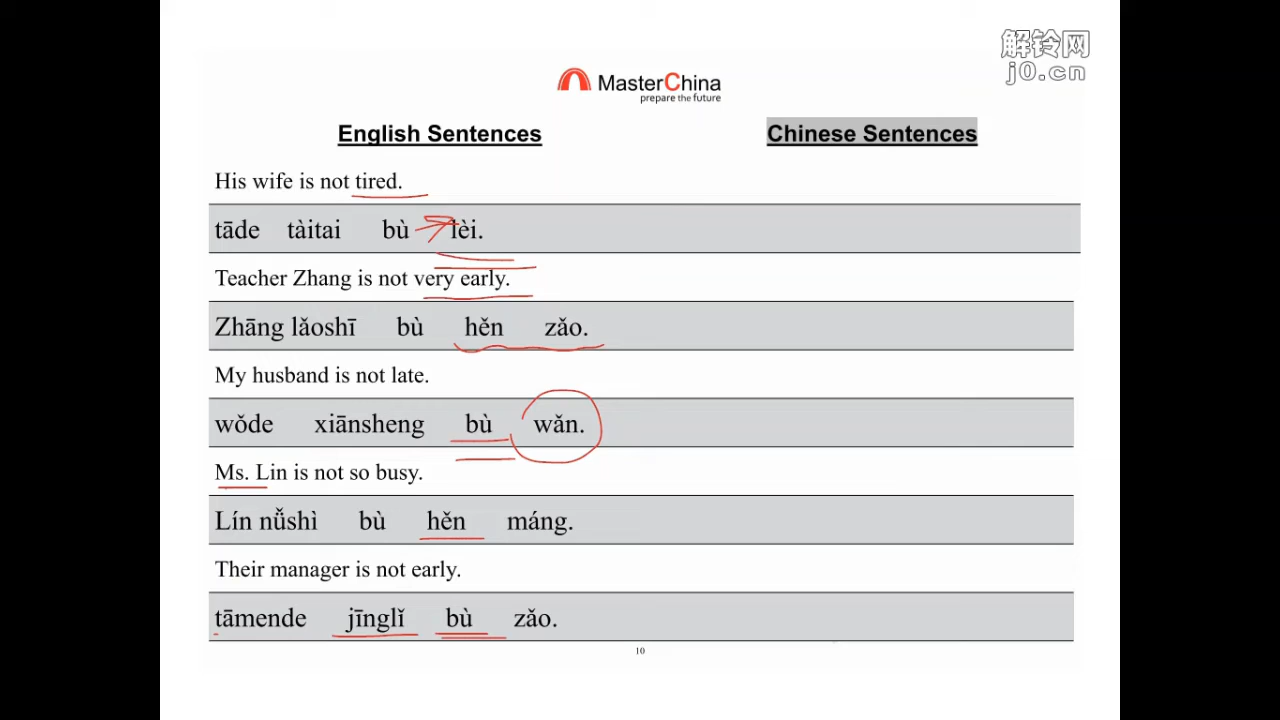 解铃网
j0.cn
MasterChina
prepare the future
English Sentences Chinese Sentences
His wife is not tired.
tāde tàitai bù lèi.
Teacher Zhang is not very early.
Zhāng lǎoshī bù hěn zǎo.
My husband is not late.
wǒde xiānsheng bù wǎn.
Ms. Lin is not so busy.
Lín nǚshì bù hěn máng.
Their manager is not early.
tāmende jīnglǐ bù zǎo.
10